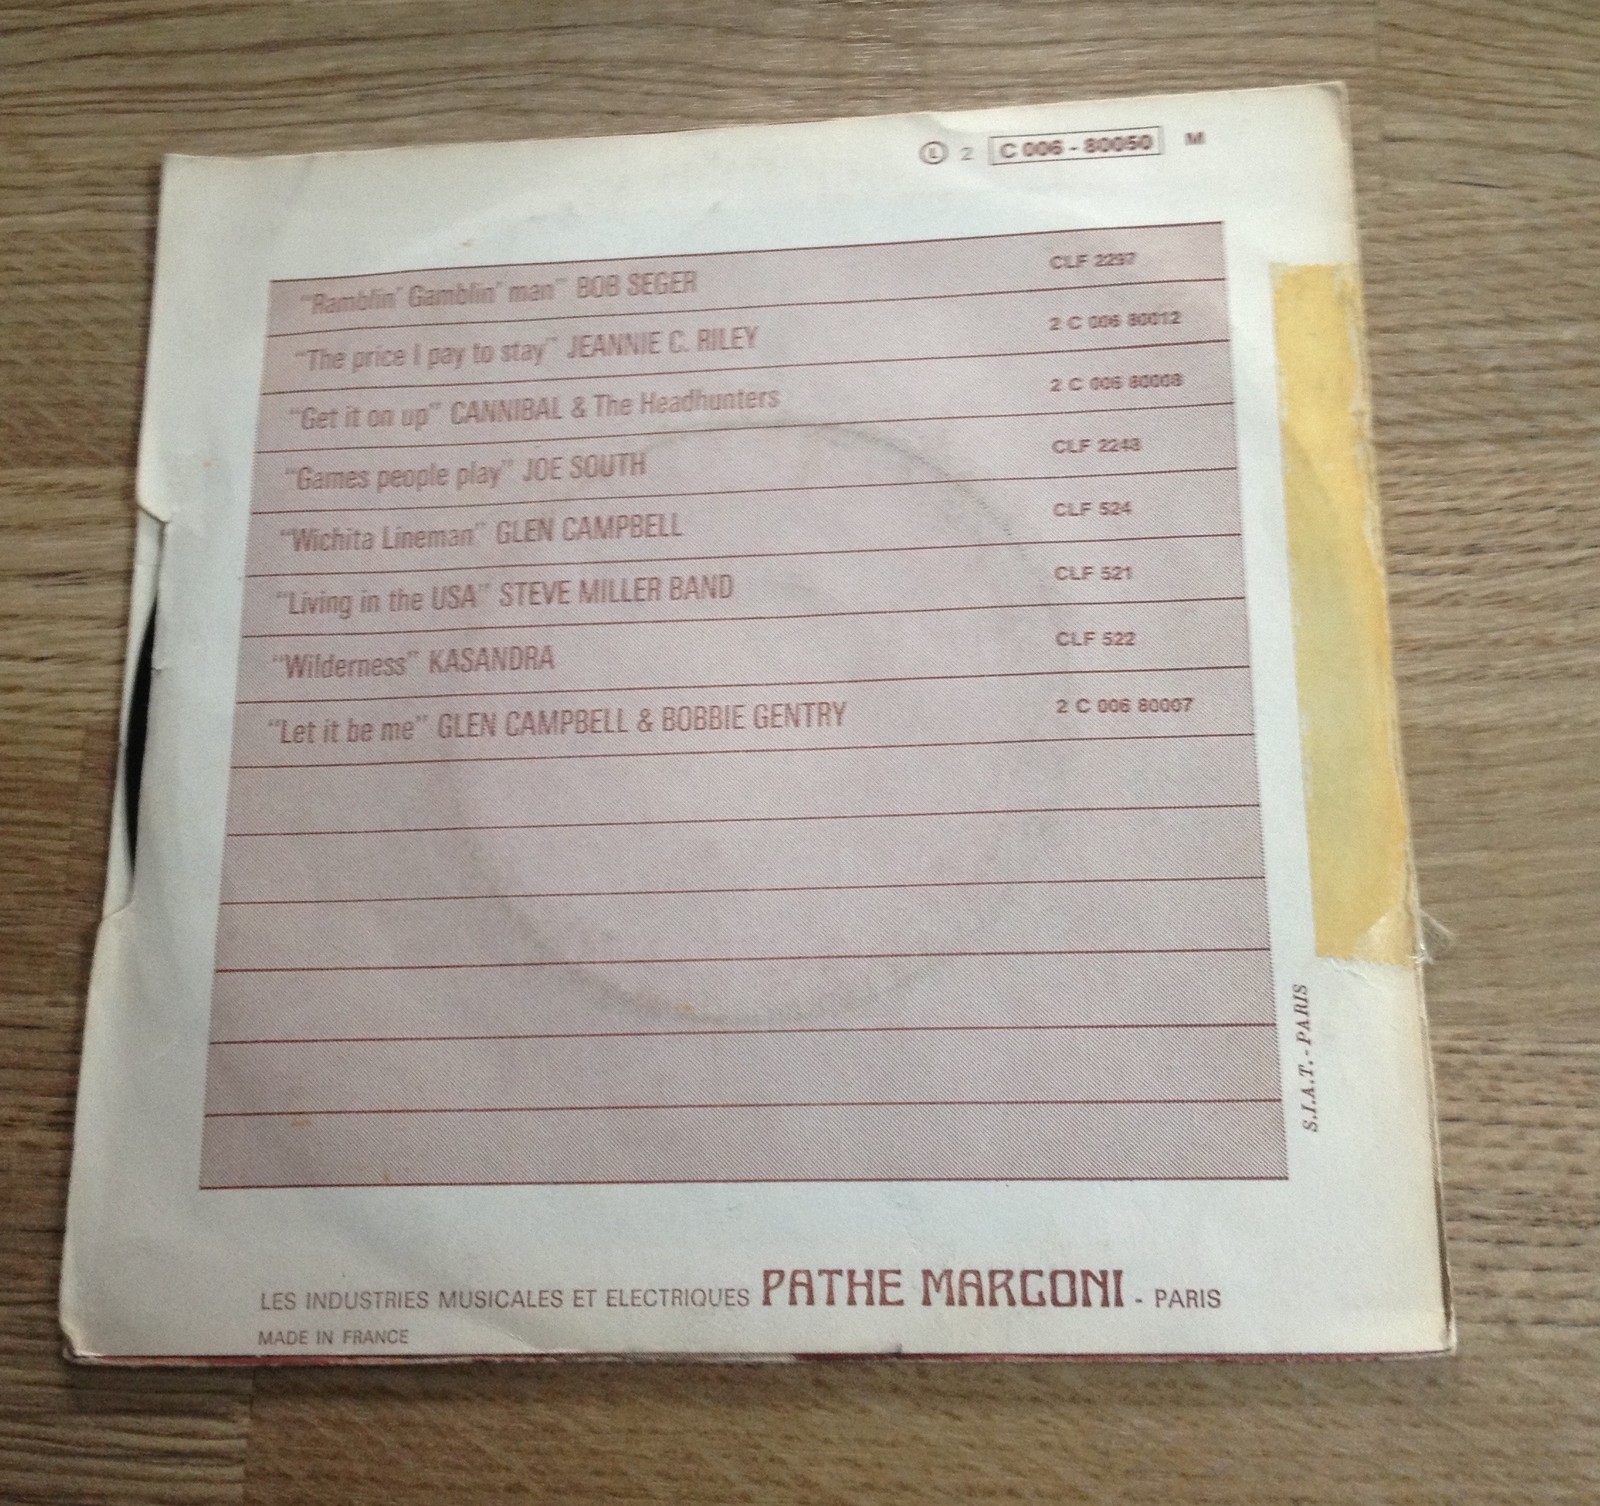 Ⓛ 2 C 006 - 80050 M
"Ramblin' Gamblin' man" BOB SEGER CLF 2297
"The price I pay to stay" JEANNIE C. RILEY 2 C 006 80012
"Get it on up" CANNIBAL & The Headhunters 2 C 006 80008
"Games people play" JOE SOUTH CLF 2248
"Wichita Lineman" GLEN CAMPBELL CLF 524
"Living in the USA" STEVE MILLER BAND CLF 521
"Wilderness" KASANDRA CLF 522
"Let it be me" GLEN CAMPBELL & BOBBIE GENTRY 2 C 006 80007
S.I.A.T. - PARIS
LES INDUSTRIES MUSICALES ET ELECTRIQUES PATHE MARCONI - PARIS
MADE IN FRANCE